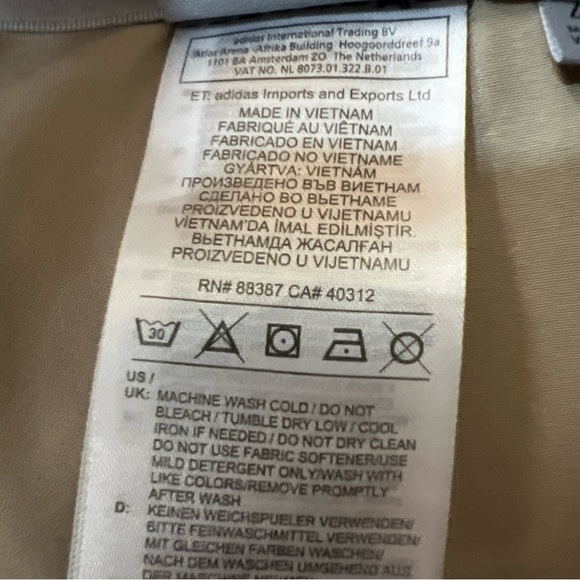 adidas International Trading BV
Atlas Arena -Afrika Building Hoogoorddreef 9a
1101 BA Amsterdam ZO The Netherlands
VAT NO. NL 8073.01.322.B.01
ET: adidas Imports and Exports Ltd
MADE IN VIETNAM
FABRIQUÉ AU VIÊTNAM
FABRICADO EN VIETNAM
FABRICADO NO VIETNAME
GYÁRTVA: VIETNÁM
ПРОИЗВЕДЕНО ВЪВ ВИЕТНАМ
СДЕЛАНО ВО ВЬЕТНАМЕ
PROIZVEDENO U VIJETNAMU
VİETNAM'DA İMAL EDİLMİŞTİR.
ВЬЕТНАМДА ЖАСАЛҒАН
PROIZVEDENO U VIJETNAMU
RN# 88387 CA# 40312
30
US /
UK: MACHINE WASH COLD / DO NOT
BLEACH / TUMBLE DRY LOW / COOL
IRON IF NEEDED / DO NOT DRY CLEAN
DO NOT USE FABRIC SOFTENER/USE
MILD DETERGENT ONLY/WASH WITH
LIKE COLORS/REMOVE PROMPTLY
AFTER WASH
D: KEINEN WEICHSPUELER VERWENDEN/
BITTE FEINWASCHMITTEL VERWENDEN/
MIT GLEICHEN FARBEN WASCHEN/
NACH DEM WASCHEN UMGEHEND AUS
DER